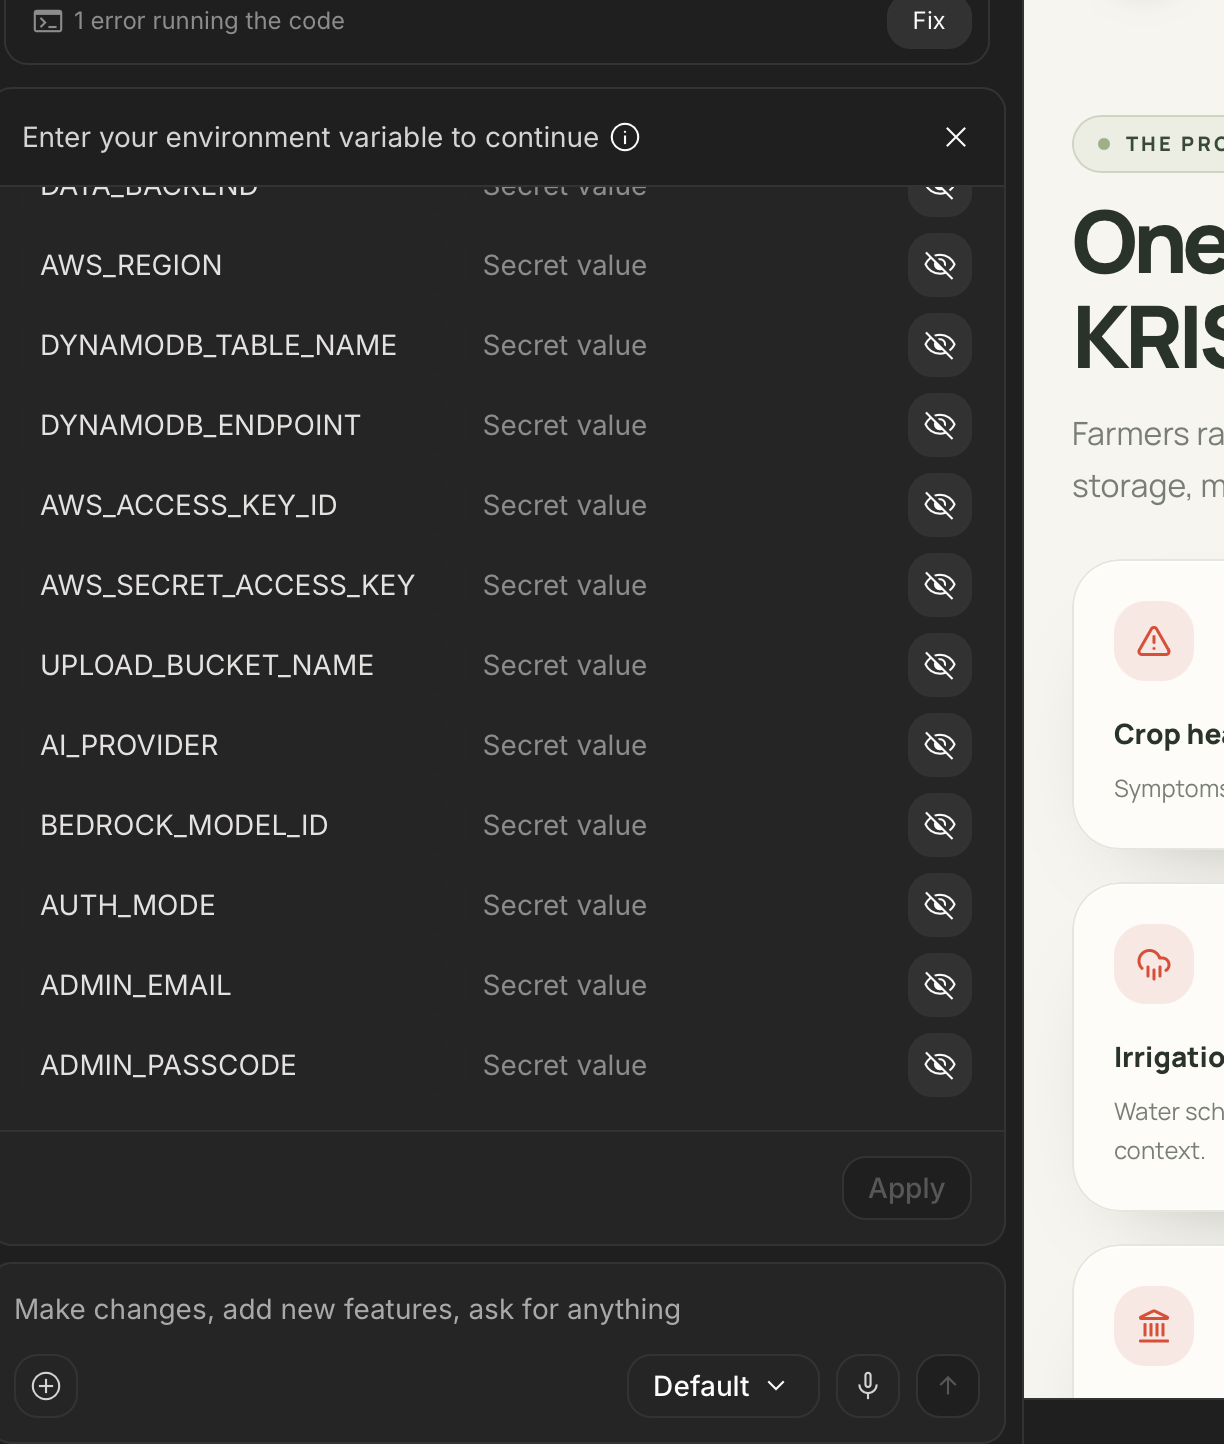 1 error running the code
Fix
Enter your environment variable to continue
DATA_BACKEND Secret value
AWS_REGION Secret value
DYNAMODB_TABLE_NAME Secret value
DYNAMODB_ENDPOINT Secret value
AWS_ACCESS_KEY_ID Secret value
AWS_SECRET_ACCESS_KEY Secret value
UPLOAD_BUCKET_NAME Secret value
AI_PROVIDER Secret value
BEDROCK_MODEL_ID Secret value
AUTH_MODE Secret value
ADMIN_EMAIL Secret value
ADMIN_PASSCODE Secret value
Apply
Make changes, add new features, ask for anything
Default
THE PRO
One
KRIS
Farmers ra
storage, m
Crop hea
Symptoms
Irrigatio
Water sch
context.